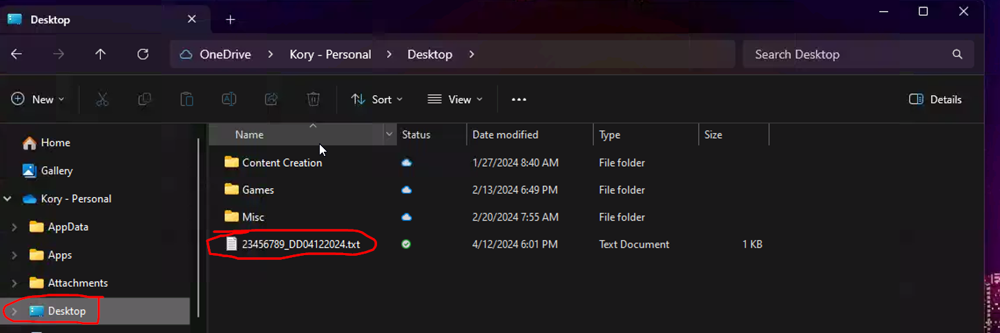 Desktop
OneDrive > Kory - Personal > Desktop >
Search Desktop
New
Sort
View
Details
Name Status Date modified Type Size
Home
Gallery
Kory - Personal
AppData
Apps
Attachments
Desktop
Content Creation 1/27/2024 8:40 AM File folder
Games 2/13/2024 6:49 PM File folder
Misc 2/20/2024 7:55 AM File folder
23456789_DD04122024.txt 4/12/2024 6:01 PM Text Document 1 KB